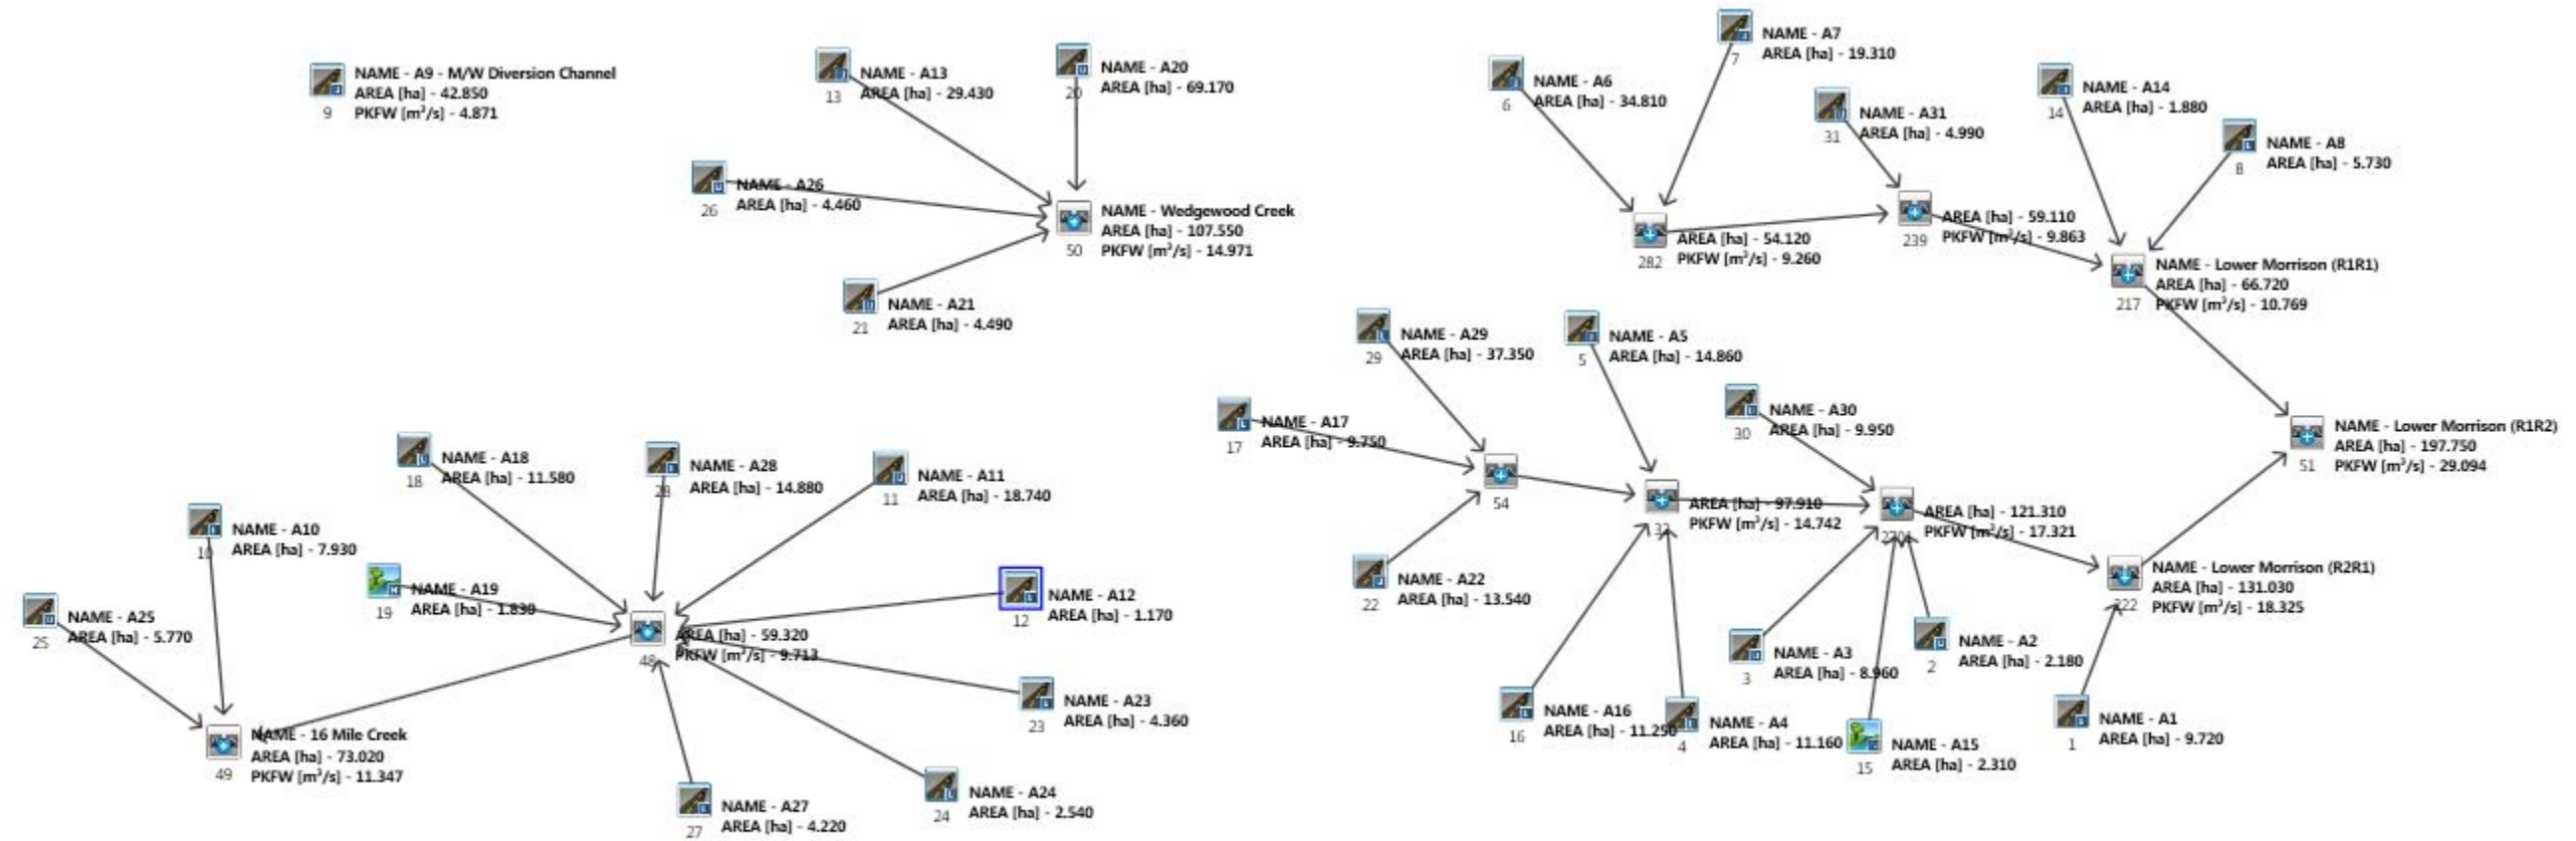 9
NAME - A9 - M/W Diversion Channel
AREA [ha] - 42.850
PKFW [m³/s] - 4.871
13
NAME - A13
AREA [ha] - 29.430
20
NAME - A20
AREA [ha] - 69.170
26
NAME - A26
AREA [ha] - 4.460
50
NAME - Wedgewood Creek
AREA [ha] - 107.550
PKFW [m³/s] - 14.971
21
NAME - A21
AREA [ha] - 4.490
7
NAME - A7
AREA [ha] - 19.310
6
NAME - A6
AREA [ha] - 34.810
31
NAME - A31
AREA [ha] - 4.990
14
NAME - A14
AREA [ha] - 1.880
8
NAME - A8
AREA [ha] - 5.730
282
AREA [ha] - 54.120
PKFW [m³/s] - 9.260
239
AREA [ha] - 59.110
PKFW [m³/s] - 9.863
217
NAME - Lower Morrison (R1R1)
AREA [ha] - 66.720
PKFW [m³/s] - 10.769
29
NAME - A29
AREA [ha] - 37.350
5
NAME - A5
AREA [ha] - 14.860
17
NAME - A17
AREA [ha] - 9.750
30
NAME - A30
AREA [ha] - 9.950
51
NAME - Lower Morrison (R1R2)
AREA [ha] - 197.750
PKFW [m³/s] - 29.094
54
AREA [ha] - 97.910
PKFW [m³/s] - 14.742
AREA [ha] - 121.310
PKFW [m³/s] - 17.321
22
NAME - A22
AREA [ha] - 13.540
222
NAME - Lower Morrison (R2R1)
AREA [ha] - 131.030
PKFW [m³/s] - 18.325
3
NAME - A3
AREA [ha] - 8.960
2
NAME - A2
AREA [ha] - 2.180
16
NAME - A16
AREA [ha] - 11.250
4
NAME - A4
AREA [ha] - 11.160
15
NAME - A15
AREA [ha] - 2.310
1
NAME - A1
AREA [ha] - 9.720
18
NAME - A18
AREA [ha] - 11.580
28
NAME - A28
AREA [ha] - 14.880
11
NAME - A11
AREA [ha] - 18.740
10
NAME - A10
AREA [ha] - 7.930
19
NAME - A19
AREA [ha] - 1.830
12
NAME - A12
AREA [ha] - 1.170
25
NAME - A25
AREA [ha] - 5.770
48
AREA [ha] - 59.320
PKFW [m³/s] - 9.713
23
NAME - A23
AREA [ha] - 4.360
49
NAME - 16 Mile Creek
AREA [ha] - 73.020
PKFW [m³/s] - 11.347
27
NAME - A27
AREA [ha] - 4.220
24
NAME - A24
AREA [ha] - 2.540